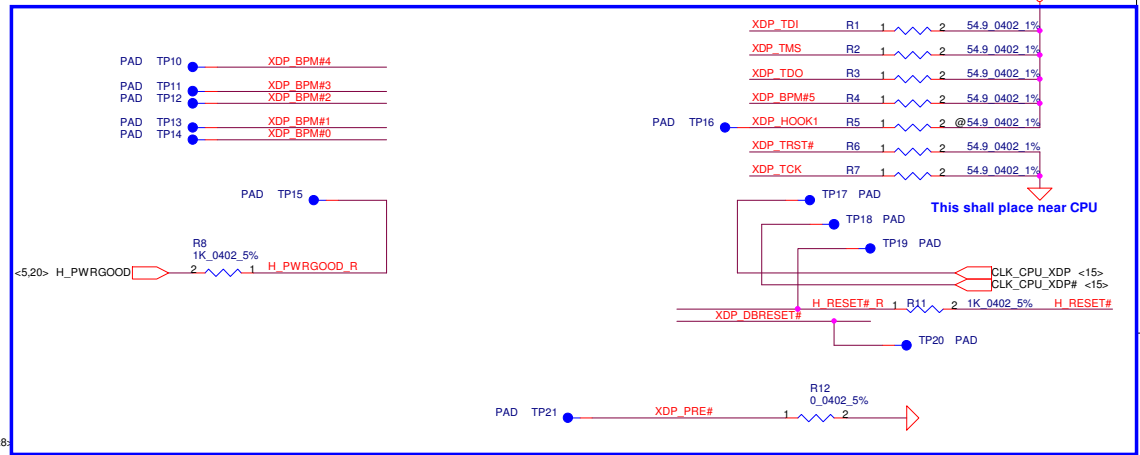 XDP_TDI R1 1 2 54.9_0402_1%
XDP_TMS R2 1 2 54.9_0402_1%
PAD TP10 XDP_BPM#4
XDP_TDO R3 1 2 54.9_0402_1%
PAD TP11 XDP_BPM#3
PAD TP12 XDP_BPM#2
XDP_BPM#5 R4 1 2 54.9_0402_1%
PAD TP13 XDP_BPM#1
PAD TP14 XDP_BPM#0
PAD TP16 XDP_HOOK1 R5 1 2 @54.9_0402_1%
XDP_TRST# R6 1 2 54.9_0402_1%
XDP_TCK R7 1 2 54.9_0402_1%
PAD TP15
TP17 PAD
This shall place near CPU
TP18 PAD
R8
1K_0402_5%
TP19 PAD
<5,20> H_PWRGOOD 2 1 H_PWRGOOD_R
CLK_CPU_XDP <15>
CLK_CPU_XDP# <15>
H_RESET#_R 1 R11 2 1K_0402_5% H_RESET#
XDP_DBRESET#
TP20 PAD
R12
0_0402_5%
PAD TP21 XDP_PRE# 1 2
8>